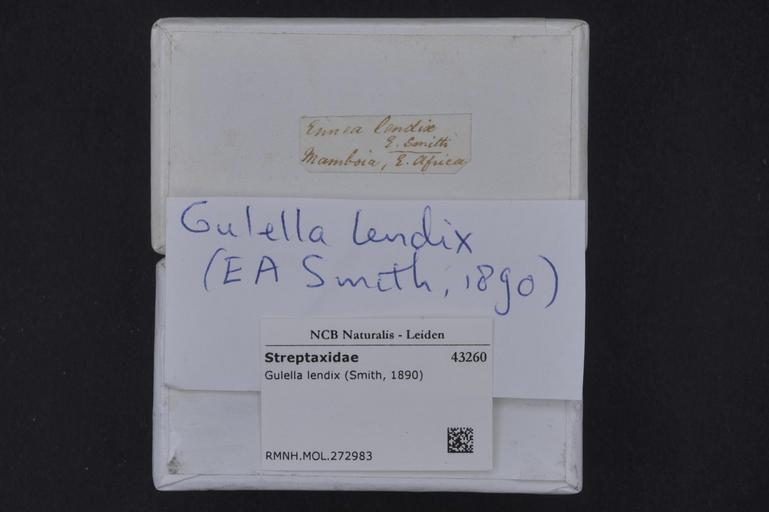 Ennea lendix
E. Smith
Mamboia, E. Africa
Gulella lendix
(EA Smith, 1890)
NCB Naturalis - Leiden
Streptaxidae 43260
Gulella lendix (Smith, 1890)
RMNH.MOL.272983